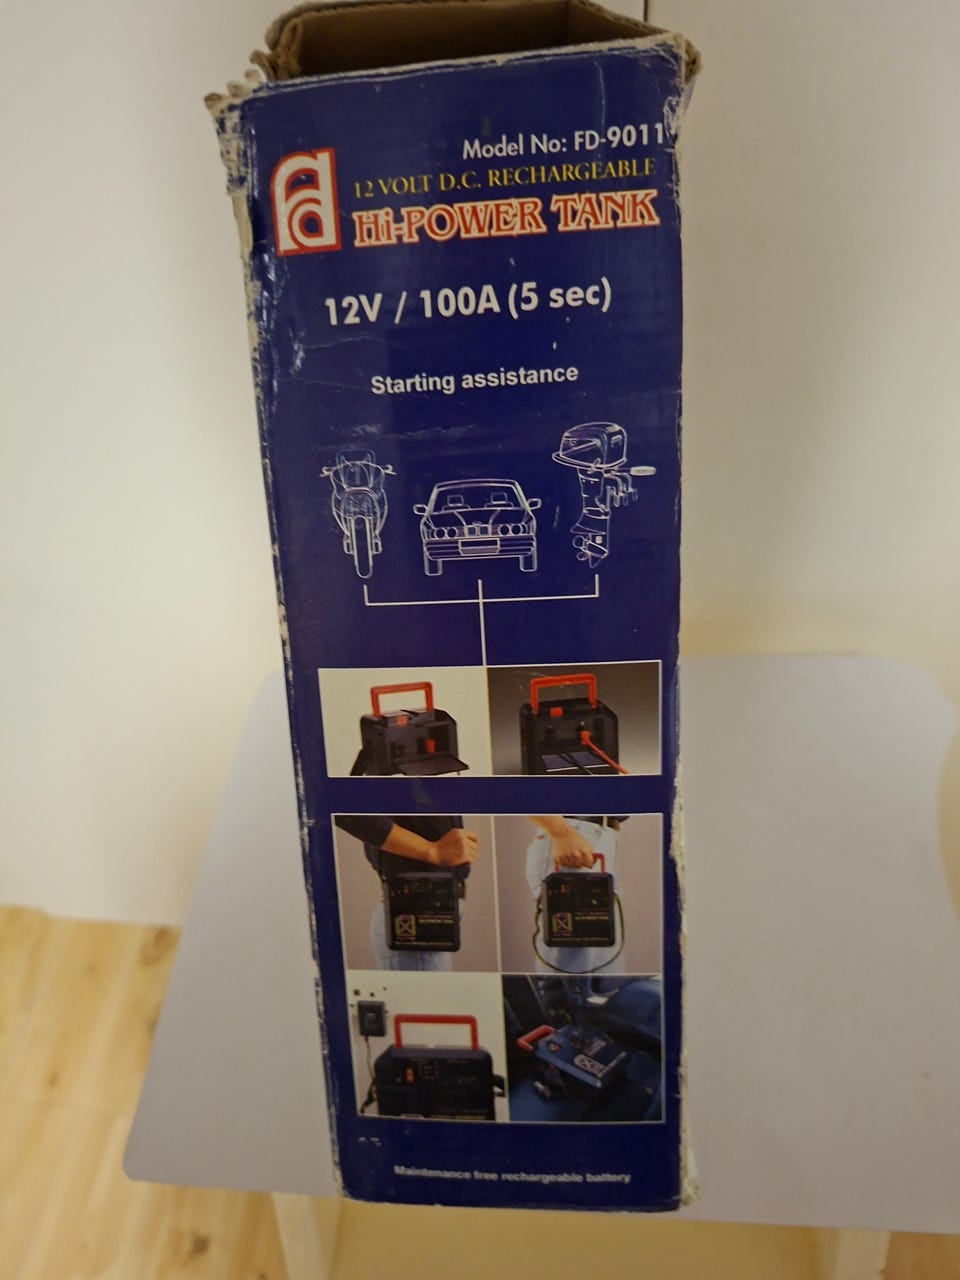 Model No: FD-9011
12 VOLT D.C. RECHARGEABLE
Hi-POWER TANK
12V / 100A (5 sec)
Starting assistance
Maintenance free rechargeable battery